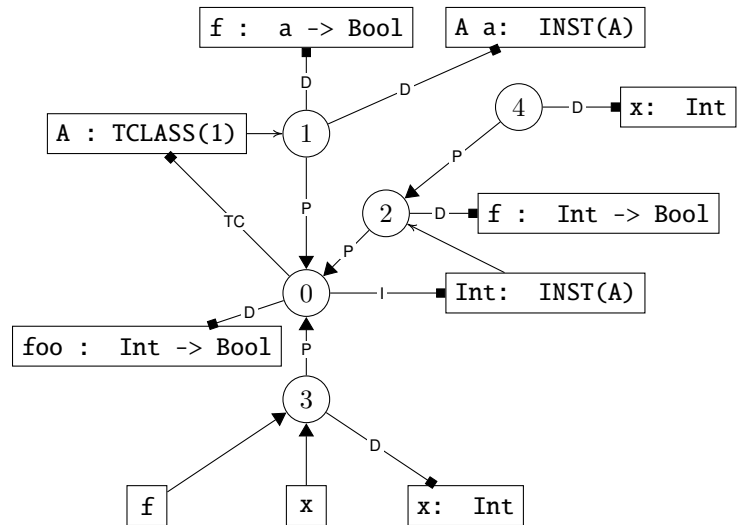 f : a -> Bool
A a: INST(A)
D
D
4
D
x: Int
A : TCLASS(1)
1
P
P
2
D
f : Int -> Bool
TC
P
0
I
Int: INST(A)
D
foo : Int -> Bool
P
3
D
f
x
x: Int